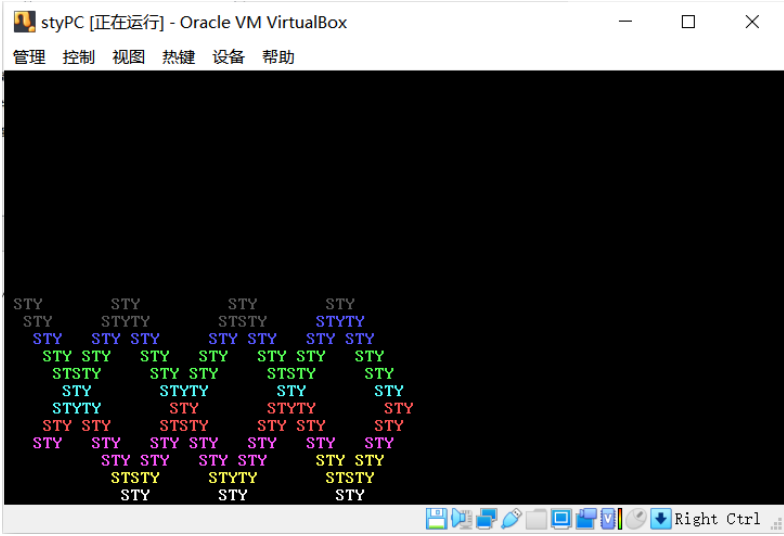 styPC [正在运行] - Oracle VM VirtualBox
管理 控制 视图 热键 设备 帮助
STY STY STY STY
STY STYTY STSTY STYTY
STY STY STY STY STY STY STY
STY STY STY STY STY STY STY
STSTY STY STY STSTY STY
STY STYTY STY STY
STYTY STY STYTY STY
STY STY STSTY STY STY STY
STY STY STY STY STY STY STY
STY STY STY STY STY STY
STSTY STYTY STSTY
STY STY STY
Right Ctrl